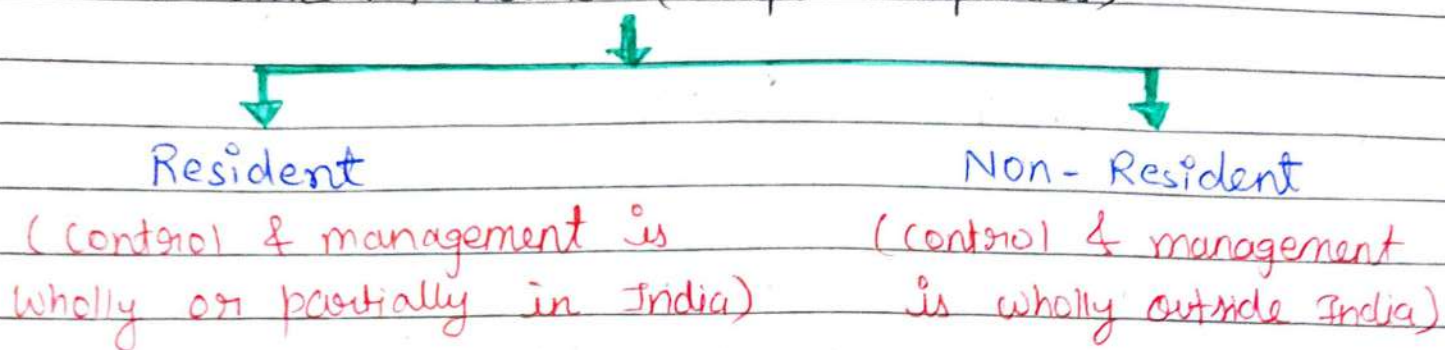 Resident
Non-Resident
(control & management is
wholly or partially in India)
(control & management
is wholly outside India)